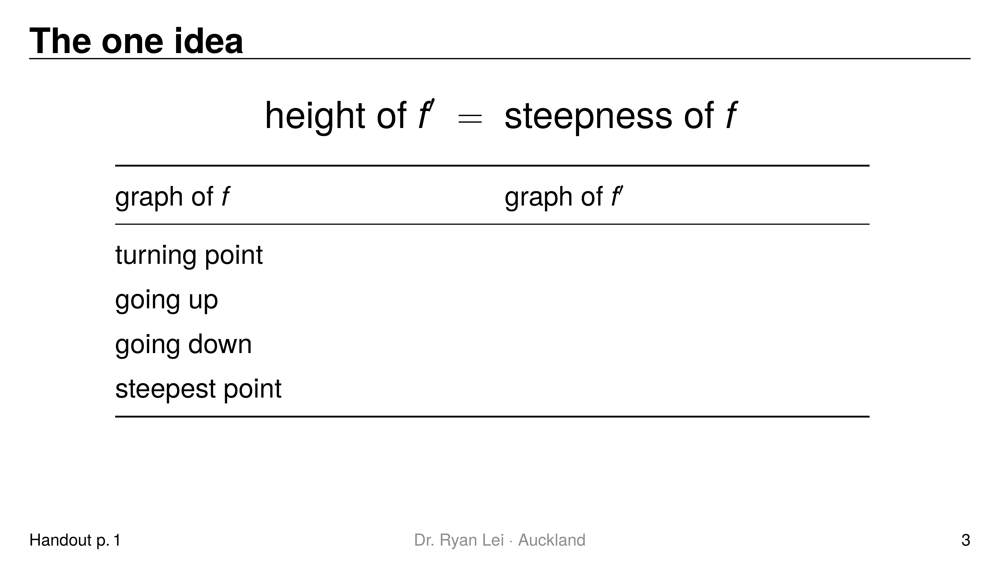 The one idea
height of f′ = steepness of f
graph of f graph of f′
turning point
going up
going down
steepest point
Handout p. 1 Dr. Ryan Lei · Auckland 3